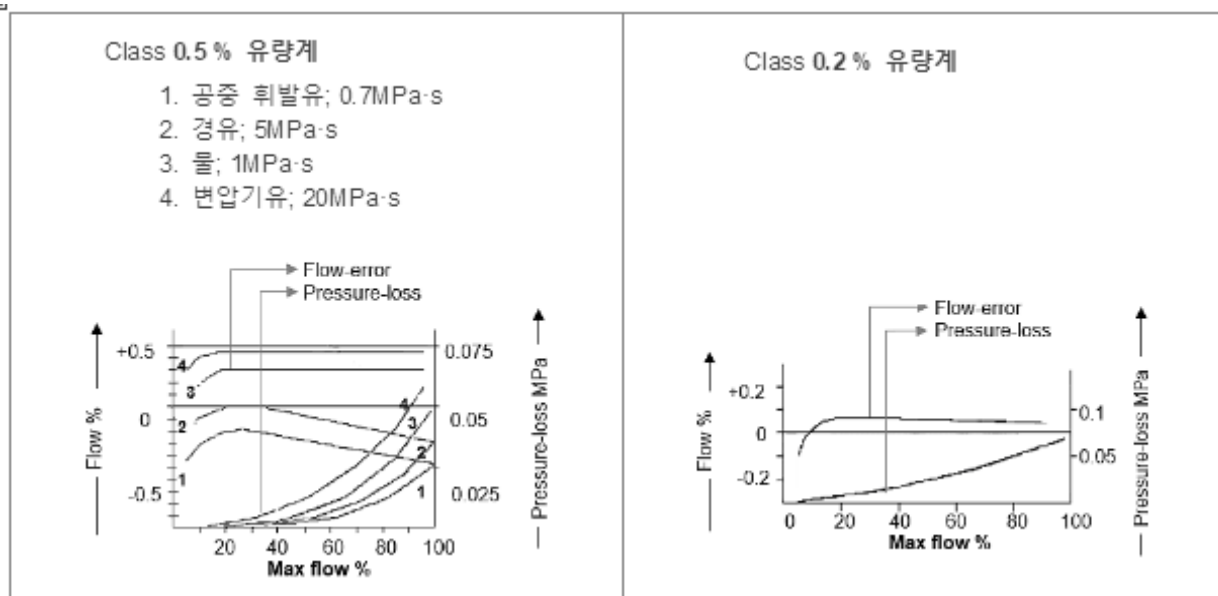 Class 0.5 % 유량계
1. 공중 휘발유; 0.7MPa·s
2. 경유; 5MPa·s
3. 물; 1MPa·s
4. 변압기유; 20MPa·s
Flow-error
Pressure-loss
Flow %
+0.5
0
-0.5
4
3
2
1
4
3
2
1
0.075
0.05
0.025
Pressure-loss MPa
20 40 60 80 100
Max flow %
Class 0.2 % 유량계
Flow-error
Pressure-loss
Flow %
+0.2
0
-0.2
0.1
0.05
Pressure-loss MPa
0 20 40 60 80 100
Max flow %